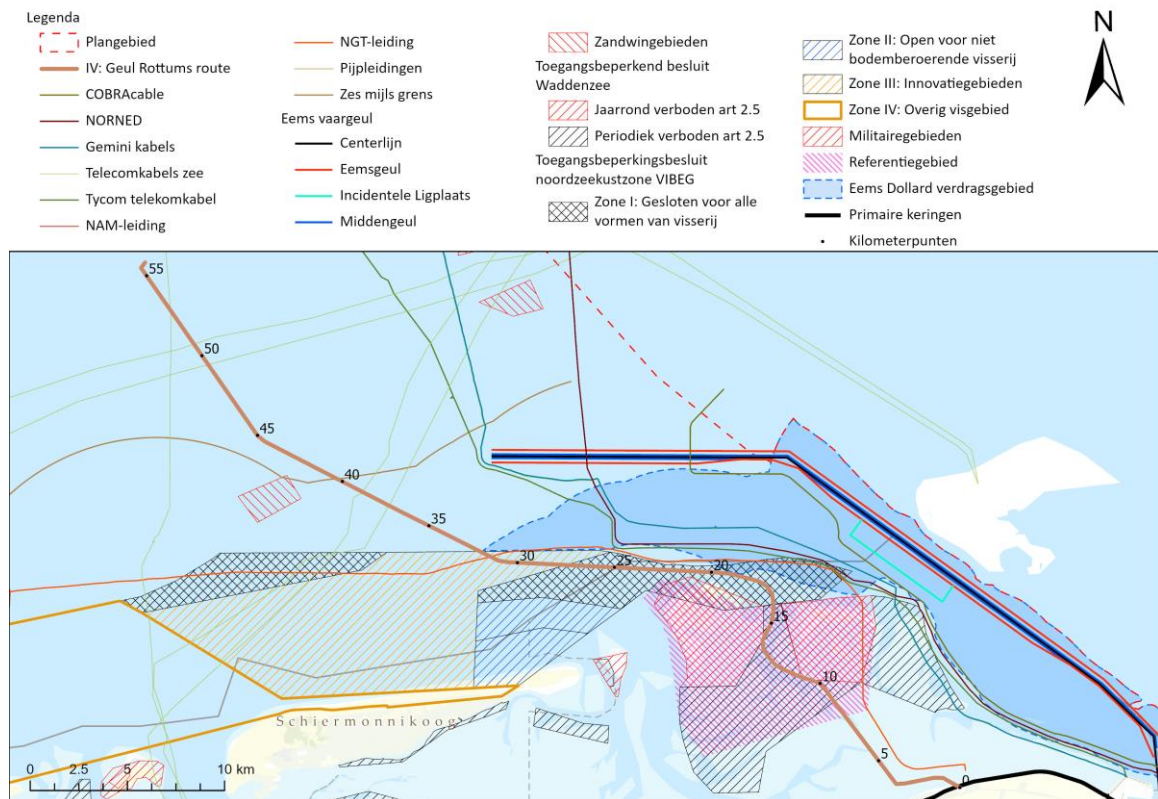 Legenda
Plangebied
IV: Geul Rottums route
COBRAcable
NORNED
Gemini kabels
Telecomkabels zee
Tycom telekomkabel
NAM-leiding
NGT-leiding
Pijpleidingen
Zes mijls grens
Eems vaargeul
Centerlijn
Eemsgeul
Incidentele Ligplaats
Middengeul
Zandwingebieden
Toegangsbeperkend besluit
Waddenzee
Jaarrond verboden art 2.5
Periodiek verboden art 2.5
Toegangsbeperkingsbesluit
noordzeekustzone VIBEG
Zone I: Gesloten voor alle
vormen van visserij
Zone II: Open voor niet
bodemberoerende visserij
Zone III: Innovatiegebieden
Zone IV: Overig visgebied
Militairegebieden
Referentiegebied
Eems Dollard verdragsgebied
Primaire keringen
Kilometerpunten
N
55
50
45
40
35
30
25
20
15
10
5
0
Schiermonnikoog
0 2.5 5 10 km